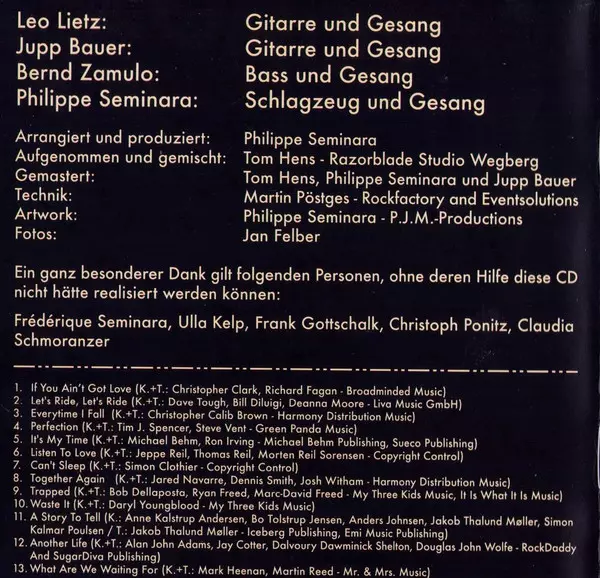 Leo Lietz: Gitarre und Gesang
Jupp Bauer: Gitarre und Gesang
Bernd Zamulo: Bass und Gesang
Philippe Seminara: Schlagzeug und Gesang
Arrangiert und produziert: Philippe Seminara
Aufgenommen und gemischt: Tom Hens - Razorblade Studio Wegberg
Gemastert: Tom Hens, Philippe Seminara und Jupp Bauer
Technik: Martin Pöstges - Rockfactory and Eventsolutions
Artwork: Philippe Seminara - P.J.M.-Productions
Fotos: Jan Felber
Ein ganz besonderer Dank gilt folgenden Personen, ohne deren Hilfe diese CD
nicht hätte realisiert werden können:
Frédérique Seminara, Ulla Kelp, Frank Gottschalk, Christoph Ponitz, Claudia
Schmoranzer
1. If You Ain't Got Love (K.+T.: Christopher Clark, Richard Fagan - Broadminded Music)
2. Let's Ride, Let's Ride (K.+T.: Dave Tough, Bill Diluigi, Deanna Moore - Liva Music GmbH)
3. Everytime I Fall (K.+T.: Christopher Calib Brown - Harmony Distribution Music)
4. Perfection (K.+T.: Tim J. Spencer, Steve Vent - Green Panda Music)
5. It's My Time (K.+T.: Michael Behm, Ron Irving - Michael Behm Publishing, Sueco Publishing)
6. Listen To Love (K.+T.: Jeppe Reil, Thomas Reil, Morten Reil Sorensen - Copyright Control)
7. Can't Sleep (K.+T.: Simon Clothier - Copyright Control)
8. Together Again (K.+T.: Jared Navarre, Dennis Smith, Josh Witham - Harmony Distribution Music)
9. Trapped (K.+T.: Bob Dellaposta, Ryan Freed, Marc-David Freed - My Three Kids Music, It Is What It Is Music)
10. Waste It (K.+T.: Daryl Youngblood - My Three Kids Music)
11. A Story To Tell (K.: Anne Kalstrup Andersen, Bo Tolstrup Jensen, Anders Johnsen, Jakob Thalund Møller, Simon
Kalmar Poulsen / T.: Jakob Thalund Møller - Iceberg Publishing, Emi Music Publishing)
12. Another Life (K.+T.: Alan John Adams, Jay Cotter, Dalvoury Dawminick Shelton, Douglas John Wolfe - RockDaddy
And SugarDiva Publishing)
13. What Are We Waiting For (K.+T.: Mark Heenan, Martin Reed - Mr. & Mrs. Music)